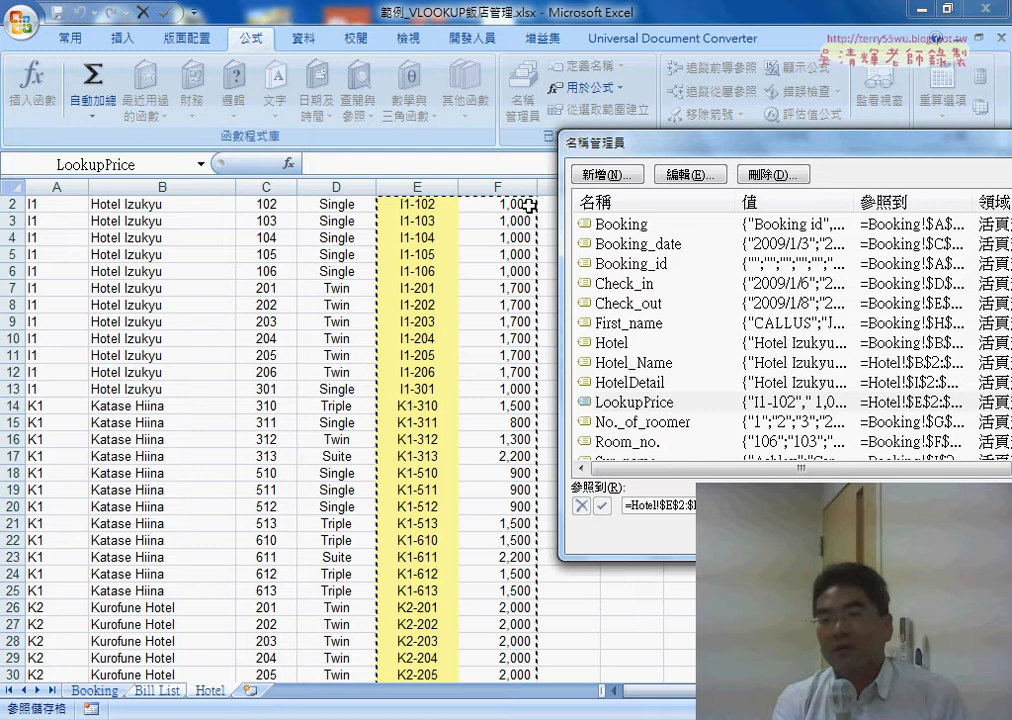 範例_VLOOKUP飯店管理.xlsx - Microsoft Excel
常用 插入 版面配置 公式 資料 校閱 檢視 開發人員 增益集 Universal Document Converter
http://terry55wu.blogspot.tw
吳清輝老師錄製
插入函數 自動加總 最近用過的函數 財務 邏輯 文字 日期及時間 查閱與參照 數學與三角函數 其他函數 名稱管理員
定義名稱
用於公式
從選取範圍建立
追蹤前導參照 顯示公式
追蹤從屬參照 錯誤檢查
移除箭號 評估值公式
監看視窗 重算選項
函數程式庫
LookupPrice fx
A B C D E F
2 I1 Hotel Izukyu 102 Single I1-102
3 I1 Hotel Izukyu 103 Single I1-103 1,000
4 I1 Hotel Izukyu 104 Single I1-104 1,000
5 I1 Hotel Izukyu 105 Single I1-105 1,000
6 I1 Hotel Izukyu 106 Single I1-106 1,000
7 I1 Hotel Izukyu 201 Twin I1-201 1,700
8 I1 Hotel Izukyu 202 Twin I1-202 1,700
9 I1 Hotel Izukyu 203 Twin I1-203 1,700
10 I1 Hotel Izukyu 204 Twin I1-204 1,700
11 I1 Hotel Izukyu 205 Twin I1-205 1,700
12 I1 Hotel Izukyu 206 Twin I1-206 1,700
13 I1 Hotel Izukyu 301 Single I1-301 1,000
14 K1 Katase Hiina 310 Triple K1-310 1,500
15 K1 Katase Hiina 311 Single K1-311 800
16 K1 Katase Hiina 312 Twin K1-312 1,300
17 K1 Katase Hiina 313 Suite K1-313 2,200
18 K1 Katase Hiina 510 Single K1-510 900
19 K1 Katase Hiina 511 Single K1-511 900
20 K1 Katase Hiina 512 Single K1-512 900
21 K1 Katase Hiina 513 Triple K1-513 1,500
22 K1 Katase Hiina 610 Triple K1-610 1,500
23 K1 Katase Hiina 611 Suite K1-611 2,200
24 K1 Katase Hiina 612 Triple K1-612 1,500
25 K1 Katase Hiina 613 Triple K1-613 1,500
26 K2 Kurofune Hotel 201 Twin K2-201 2,000
27 K2 Kurofune Hotel 202 Twin K2-202 2,000
28 K2 Kurofune Hotel 203 Twin K2-203 2,000
29 K2 Kurofune Hotel 204 Twin K2-204 2,000
30 K2 Kurofune Hotel 205 Twin K2-205 2,000
名稱管理員
新增(N)... 編輯(E)... 刪除(D)...
名稱 值 參照到 領域
Booking {"Booking id",... =Booking!$A$... 活頁
Booking_date {"2009/1/3";"2... =Booking!$C$... 活頁
Booking_id {"";"";"";"";"";"... =Booking!$A$... 活頁
Check_in {"2009/1/6";"2... =Booking!$D$... 活頁
Check_out {"2009/1/8";"2... =Booking!$E$... 活頁
First_name {"CALLUS";"J... =Booking!$H$... 活頁
Hotel {"Hotel Izukyu... =Booking!$B$... 活頁
Hotel_Name {"Hotel Izukyu... =Hotel!$B$2:$... 活頁
HotelDetail {"Hotel Izukyu... =Hotel!$I$2:$... 活頁
LookupPrice {"I1-102"," 1,0... =Hotel!$E$2:$... 活頁
No._of_roomer {"1";"2";"3";"2... =Booking!$G$... 活頁
Room_no. {"106";"103";"... =Booking!$F$... 活頁
參照到(R):
=Hotel!$E$2:$
Booking Bill List Hotel
參照儲存格